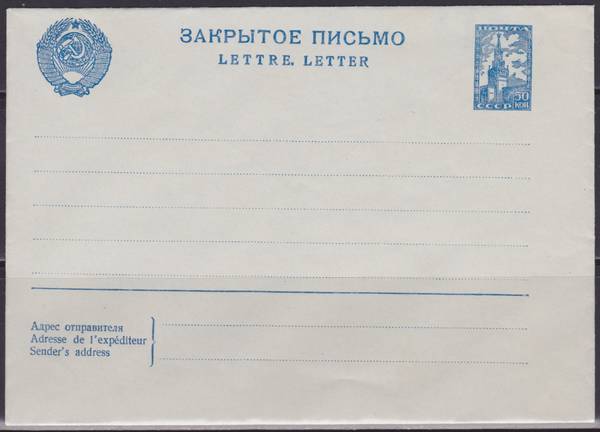 ЗАКРЫТОЕ ПИСЬМО
LETTRE. LETTER
ПОЧТА
50
КОП
СССР
Адрес отправителя
Adresse de l'expéditeur
Sender's address